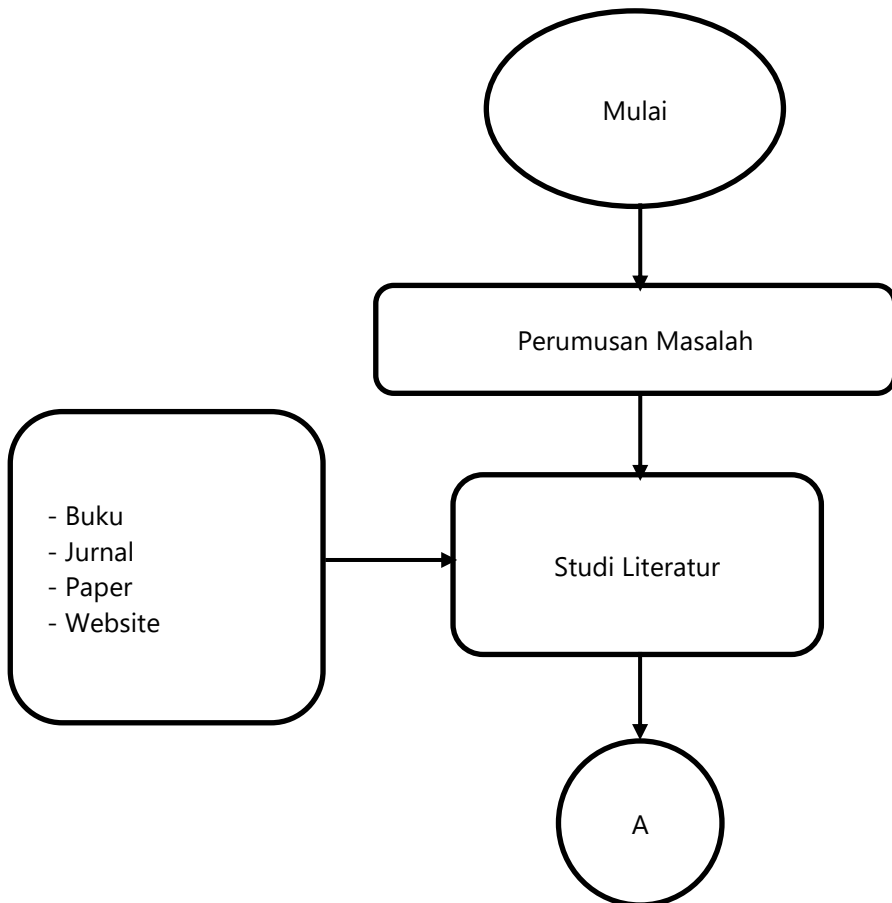 Mulai
Perumusan Masalah
- Buku
- Jurnal
- Paper
- Website
Studi Literatur
A